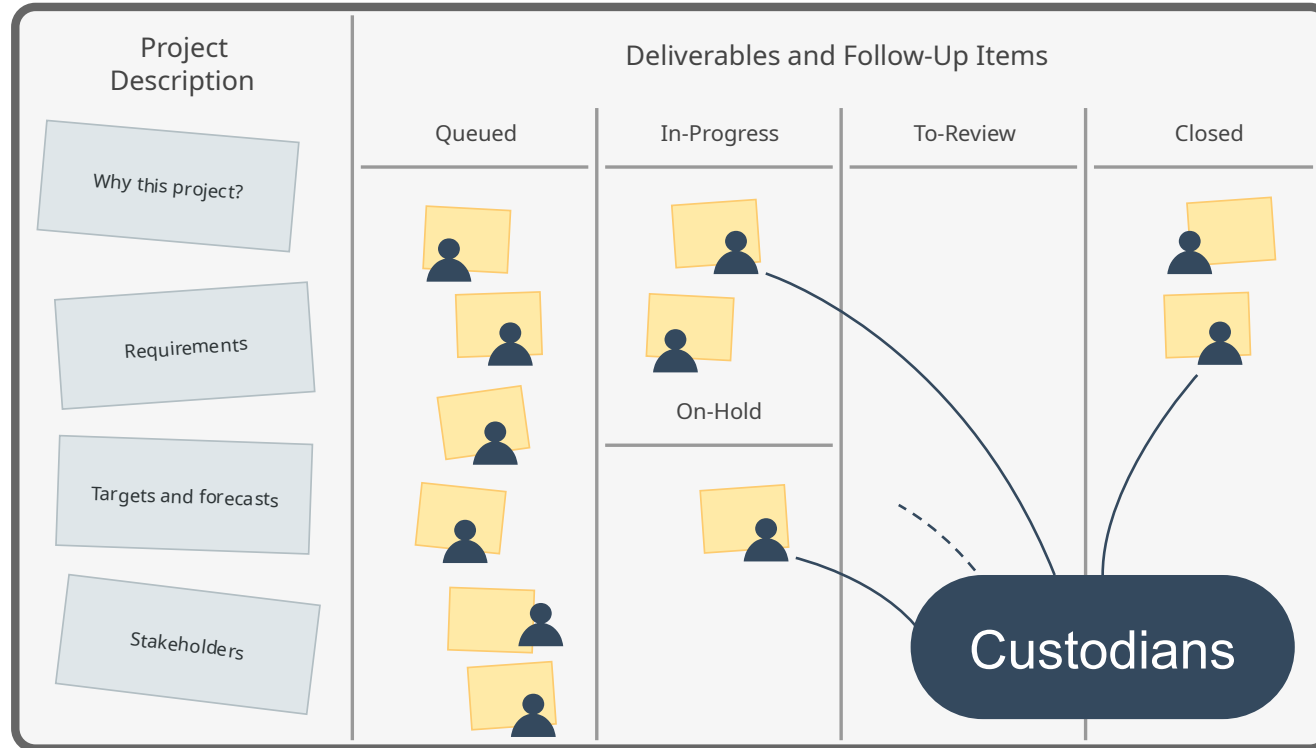 Project
Description
Deliverables and Follow-Up Items
Queued
In-Progress
To-Review
Closed
Why this project?
Requirements
On-Hold
Targets and forecasts
Stakeholders
Custodians